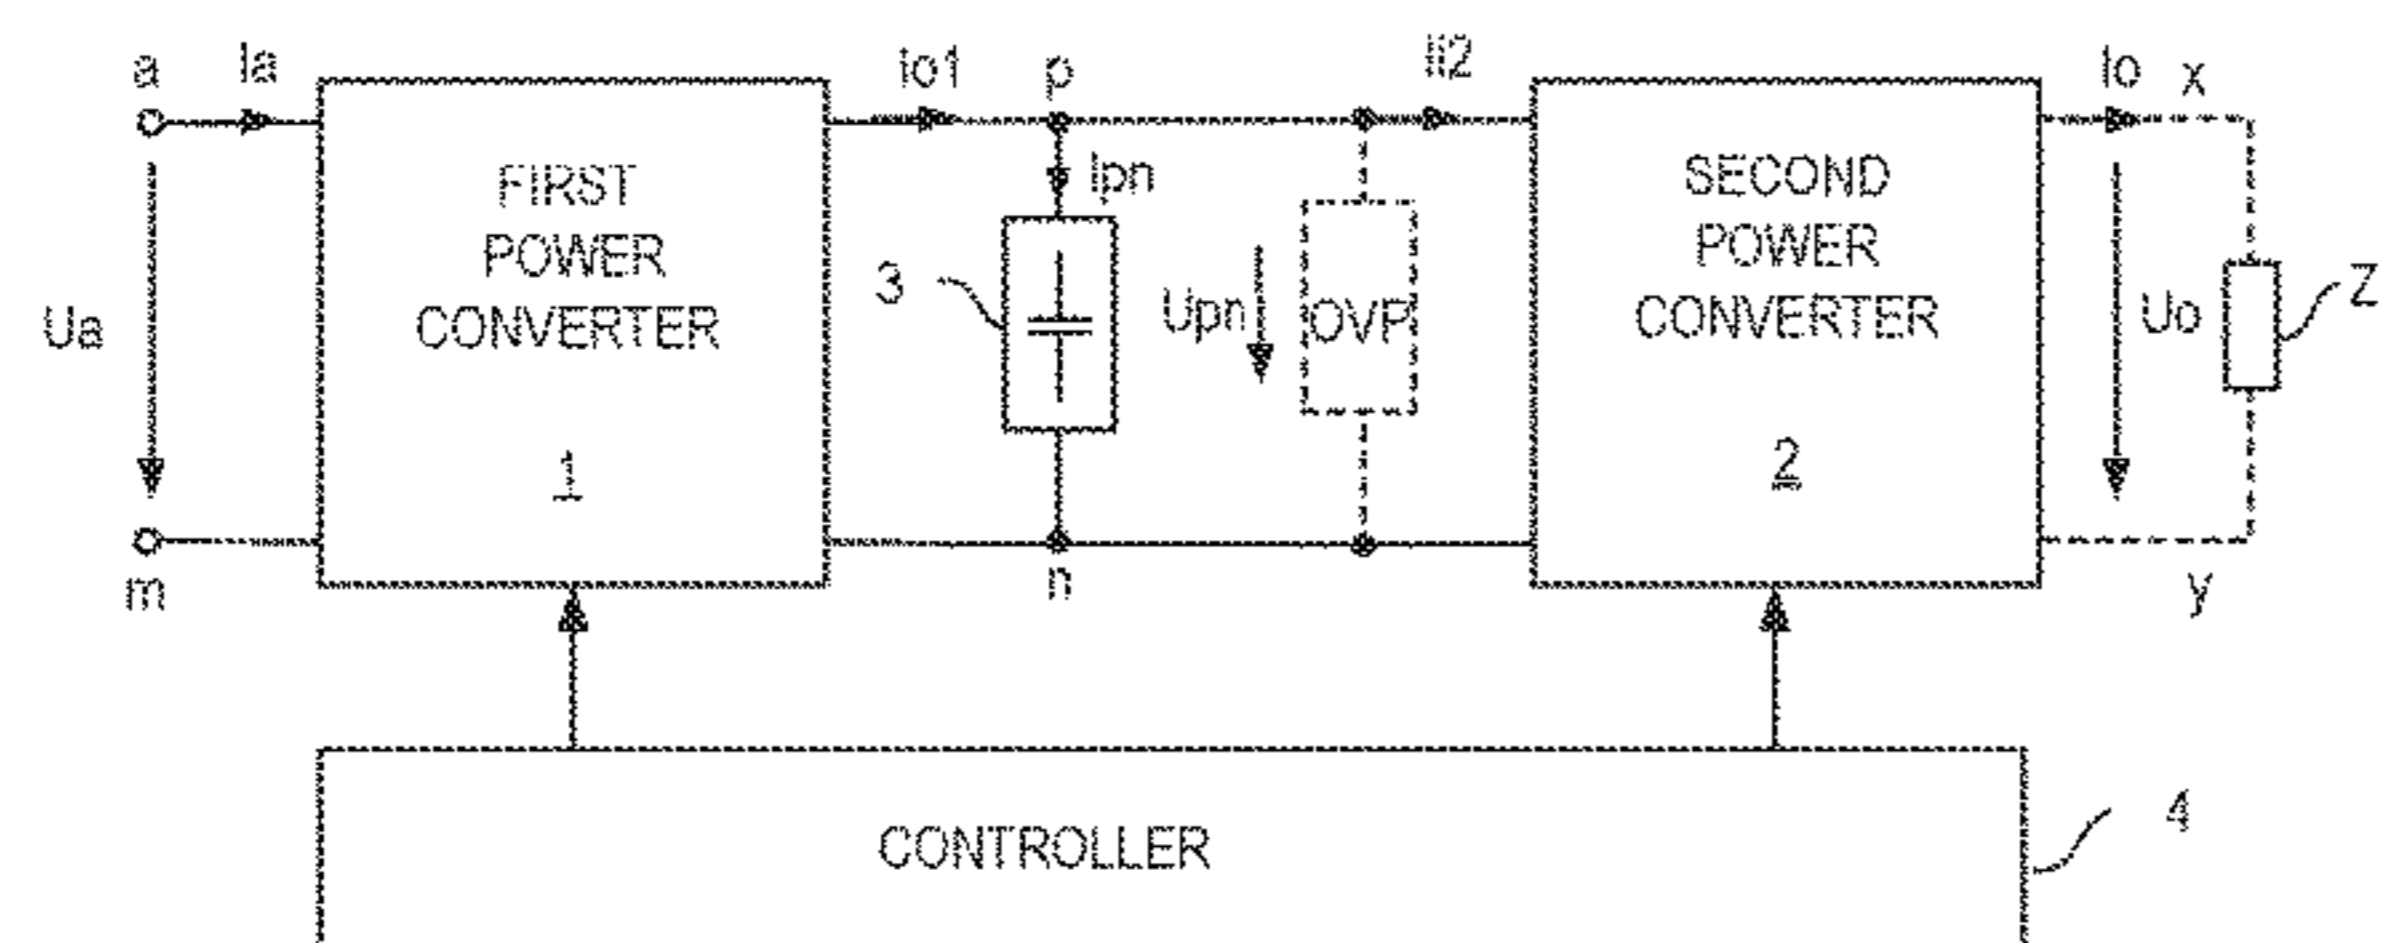 a
Ia
Io1
p
Ii2
Io
x
FIRST
POWER
CONVERTER
1
Ipn
3
Upn
OVP
SECOND
POWER
CONVERTER
2
Ua
Uo
Z
m
n
y
CONTROLLER
4